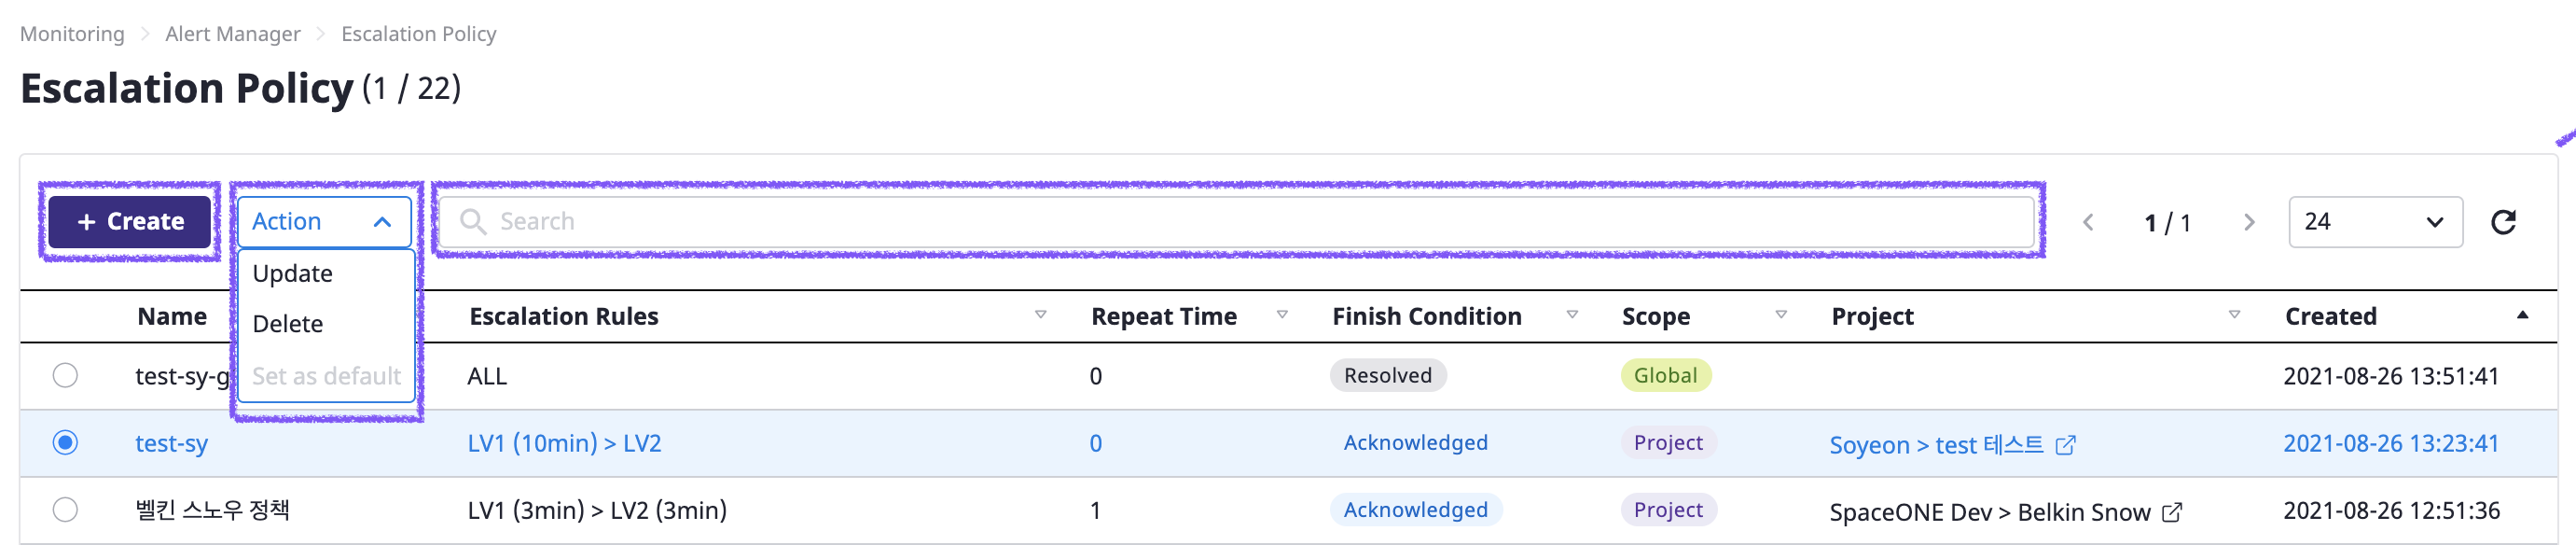 Monitoring > Alert Manager > Escalation Policy
Escalation Policy (1 / 22)
+ Create Action Search 1 / 1 24
Update
Delete
Set as default
Name Escalation Rules Repeat Time Finish Condition Scope Project Created
test-sy-g ALL 0 Resolved Global 2021-08-26 13:51:41
test-sy LV1 (10min) > LV2 0 Acknowledged Project Soyeon > test 테스트 2021-08-26 13:23:41
벨킨 스노우 정책 LV1 (3min) > LV2 (3min) 1 Acknowledged Project SpaceONE Dev > Belkin Snow 2021-08-26 12:51:36